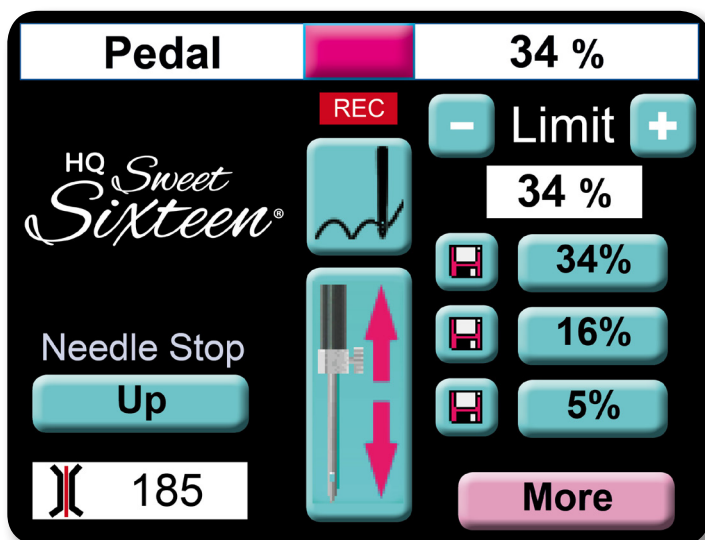 Pedal
34 %
REC
- Limit +
34 %
HQ Sweet
Sixteen®
34%
16%
5%
Needle Stop
Up
185
More